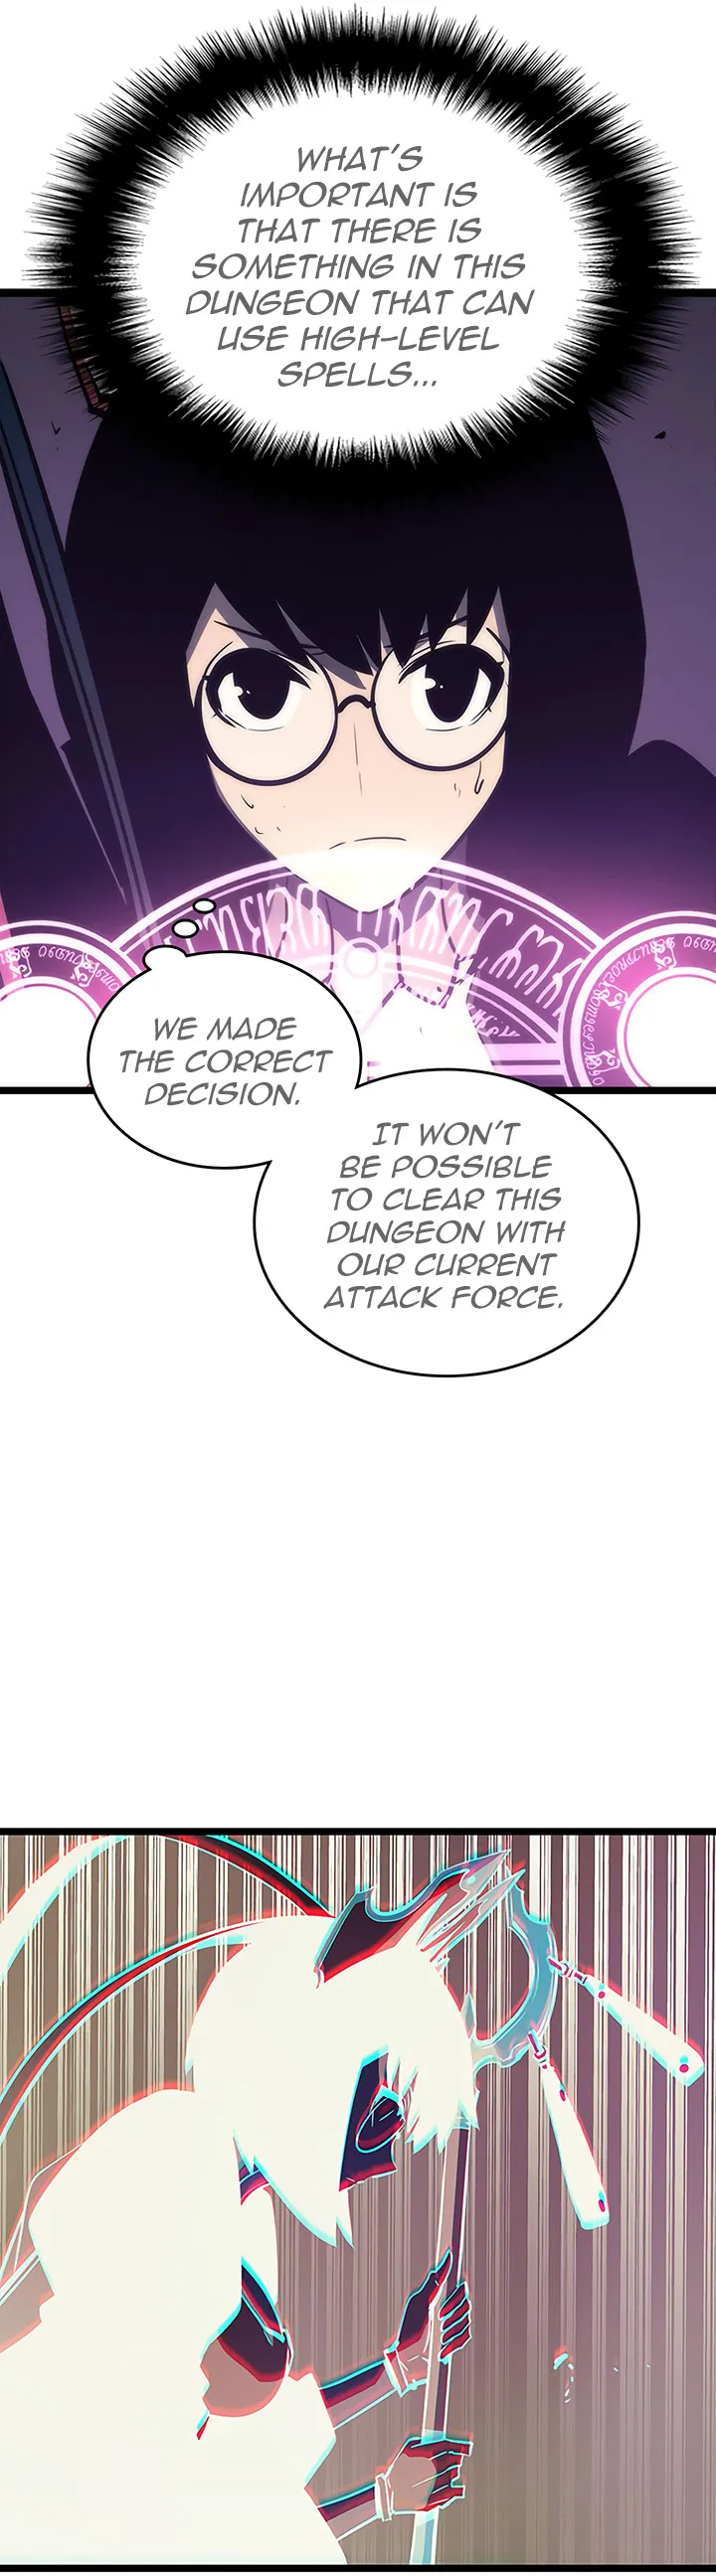 WHAT'S
IMPORTANT IS
THAT THERE IS
SOMETHING IN THIS
DUNGEON THAT CAN
USE HIGH-LEVEL
SPELLS...
WE MADE
THE CORRECT
DECISION.
IT WON'T
BE POSSIBLE
TO CLEAR THIS
DUNGEON WITH
OUR CURRENT
ATTACK FORCE.